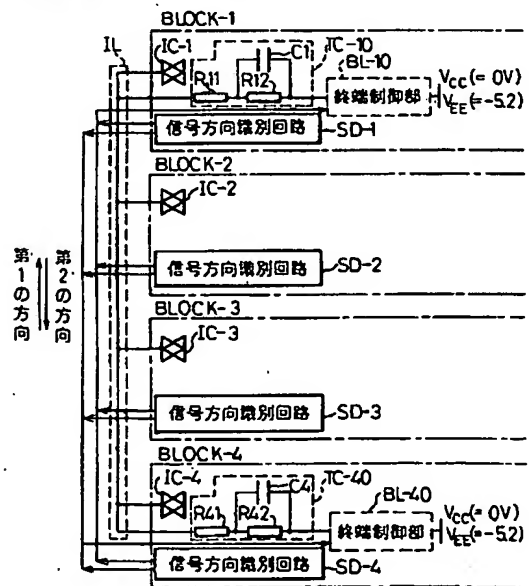 BLOCK-1
IL
IC-1
C1
TC-10
BL-10
R11
R12
終端制御部
VCC(=0V)
VEE(=-5.2)
信号方向識別回路
SD-1
BLOCK-2
IC-2
信号方向識別回路
SD-2
第1の方向
第2の方向
BLOCK-3
IC-3
信号方向識別回路
SD-3
BLOCK-4
IC-4
C4
TC-40
BL-40
R41
R42
終端制御部
VCC(=0V)
VEE(=-5.2)
信号方向識別回路
SD-4